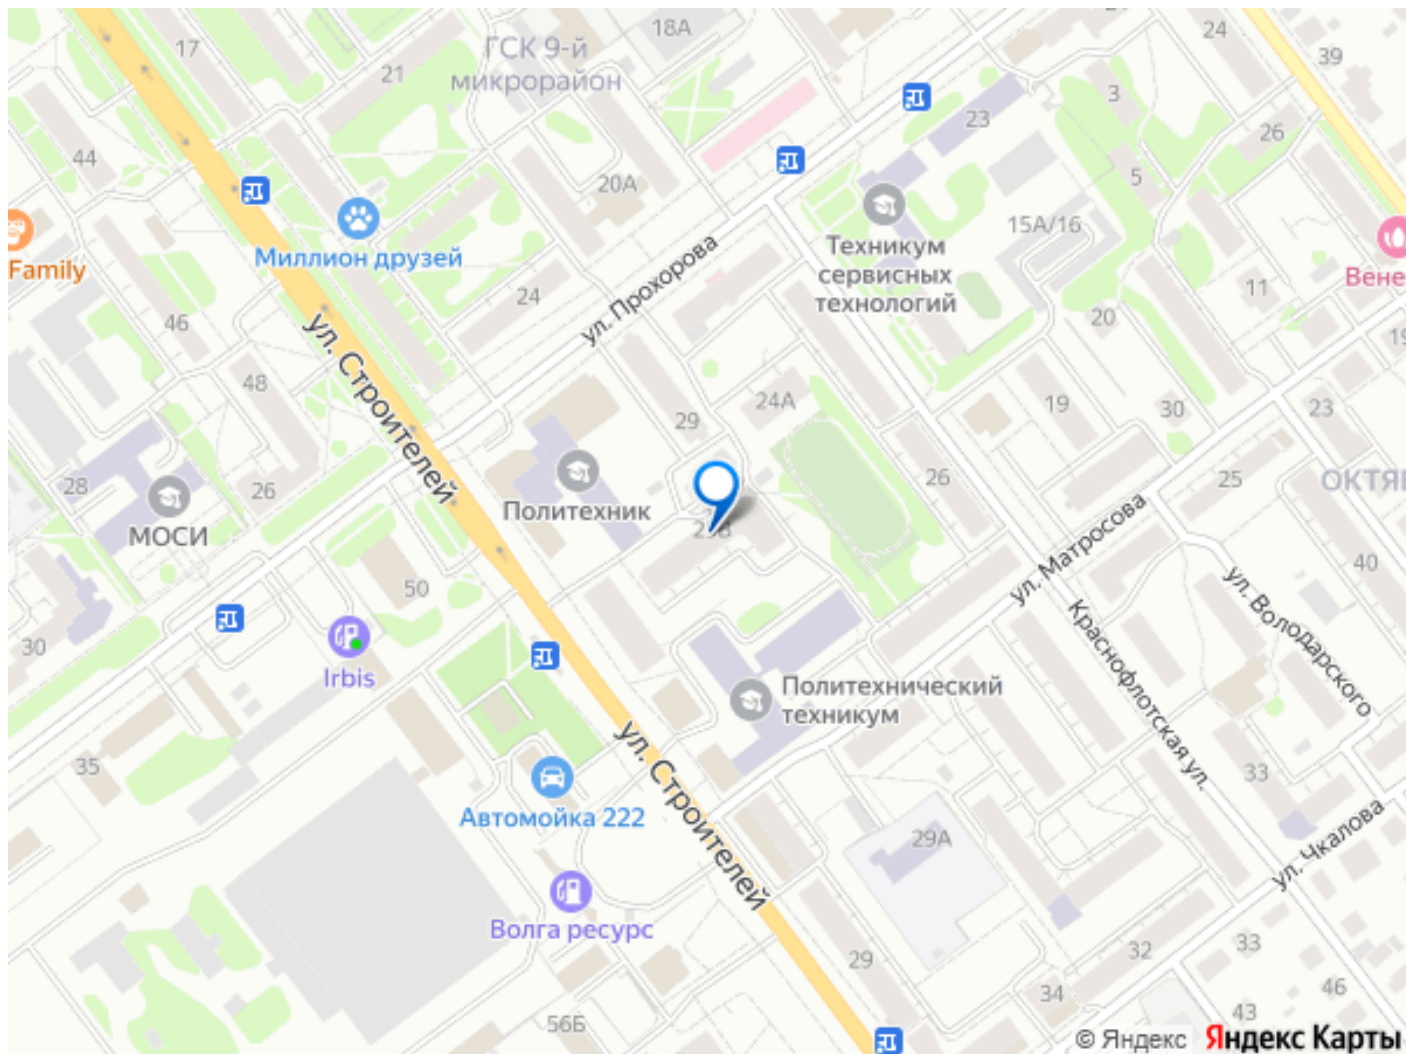 18А
24
17
ГСК 9-й
микрорайон
21
39
3
23
26
44
5
20А
Техникум
сервисных
технологий
15А/16
Миллион друзей
Family
ул. Прохорова
Вене
11
24
46
ул. Строителей
20
19
48
24А
19
30
23
29
28
26
Политехник
МОСИ
26
25
ОКТЯ
ул. Матросова
40
50
ул. Володарского
30
Irbis
Краснофлотская ул.
Политехнический
техникум
35
ул. Строителей
33
Автомойка 222
29А
ул. Чкалова
Волга ресурс
29
32
33
34
46
43
56Б
© Яндекс Яндекс Карты